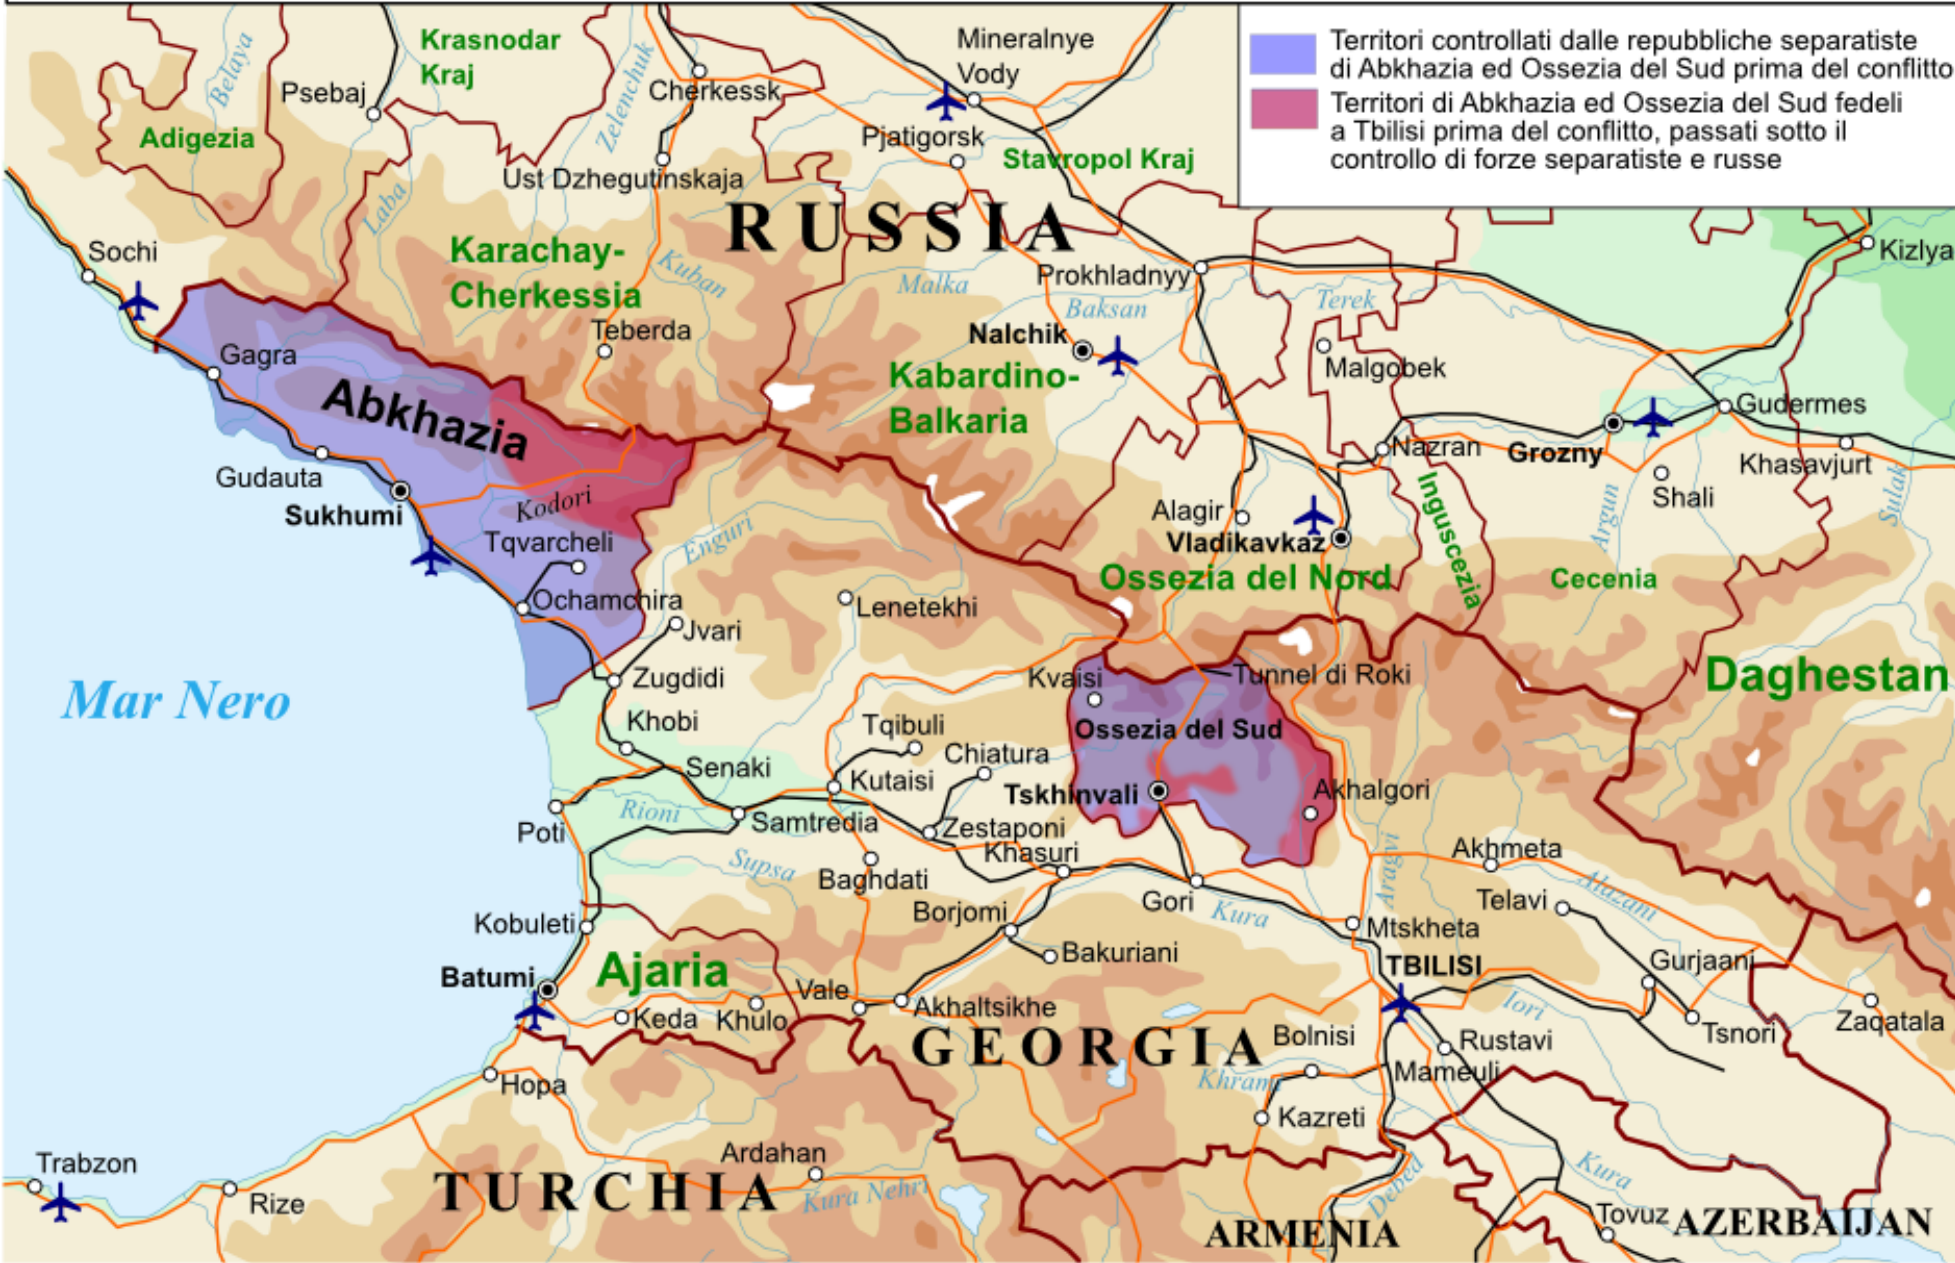 Territori controllati dalle repubbliche separatiste
di Abkhazia ed Ossezia del Sud prima del conflitto
Territori di Abkhazia ed Ossezia del Sud fedeli
a Tbilisi prima del conflitto, passati sotto il
controllo di forze separatiste e russe
Krasnodar
Kraj
Belaya
Psebaj
Zelenchuk
Cherkessk
Mineralnye
Vody
Adigezia
Pjatigorsk
Stavropol Kraj
Ust Dzhegutinskaja
Laba
RUSSIA
Sochi
Karachay-
Cherkessia
Kuban
Malka
Prokhladnyy
Baksan
Terek
Kizlya
Teberda
Nalchik
Gagra
Malgobek
Kabardino-
Balkaria
Abkhazia
Gudermes
Nazran
Grozny
Khasavjurt
Gudauta
Sukhumi
Kodori
Shali
Sulak
Argun
Inguscezia
Alagir
Vladikavkaz
Enguri
Tqvarcheli
Ossezia del Nord
Cecenia
Ochamchira
Lenetekhi
Jvari
Mar Nero
Zugdidi
Kvaisi
Tunnel di Roki
Daghestan
Khobi
Tqibuli
Ossezia del Sud
Chiatura
Senaki
Kutaisi
Tskhinvali
Akhalgori
Poti
Rioni
Samtredia
Zestaponi
Khasuri
Supsa
Baghdati
Aragvi
Akhmeta
Alazani
Telavi
Gori
Kura
Borjomi
Kobuleti
Mtskheta
Bakuriani
Batumi
Ajaria
TBILISI
Gurjaani
Vale
Akhaltsikhe
Keda
Khulo
Iori
Tsnori
Zaqatala
GEORGIA
Bolnisi
Rustavi
Hopa
Khrami
Mameuli
Kazreti
Trabzon
Ardahan
TURCHIA
Kura Nehri
Rize
Debed
Kura
ARMENIA
Tovuz
AZERBAIJAN